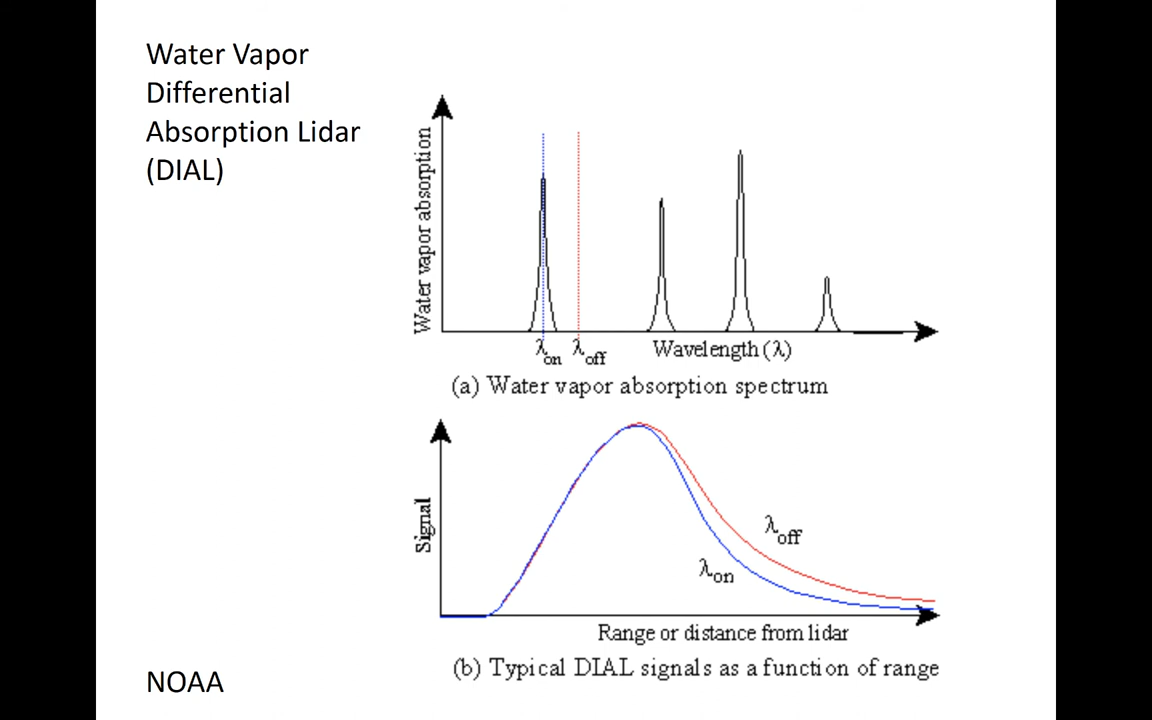 Water Vapor
Differential
Absorption Lidar
(DIAL)
Water vapor absorption
λon λoff Wavelength (λ)
(a) Water vapor absorption spectrum
Signal
λoff
λon
Range or distance from lidar
(b) Typical DIAL signals as a function of range
NOAA